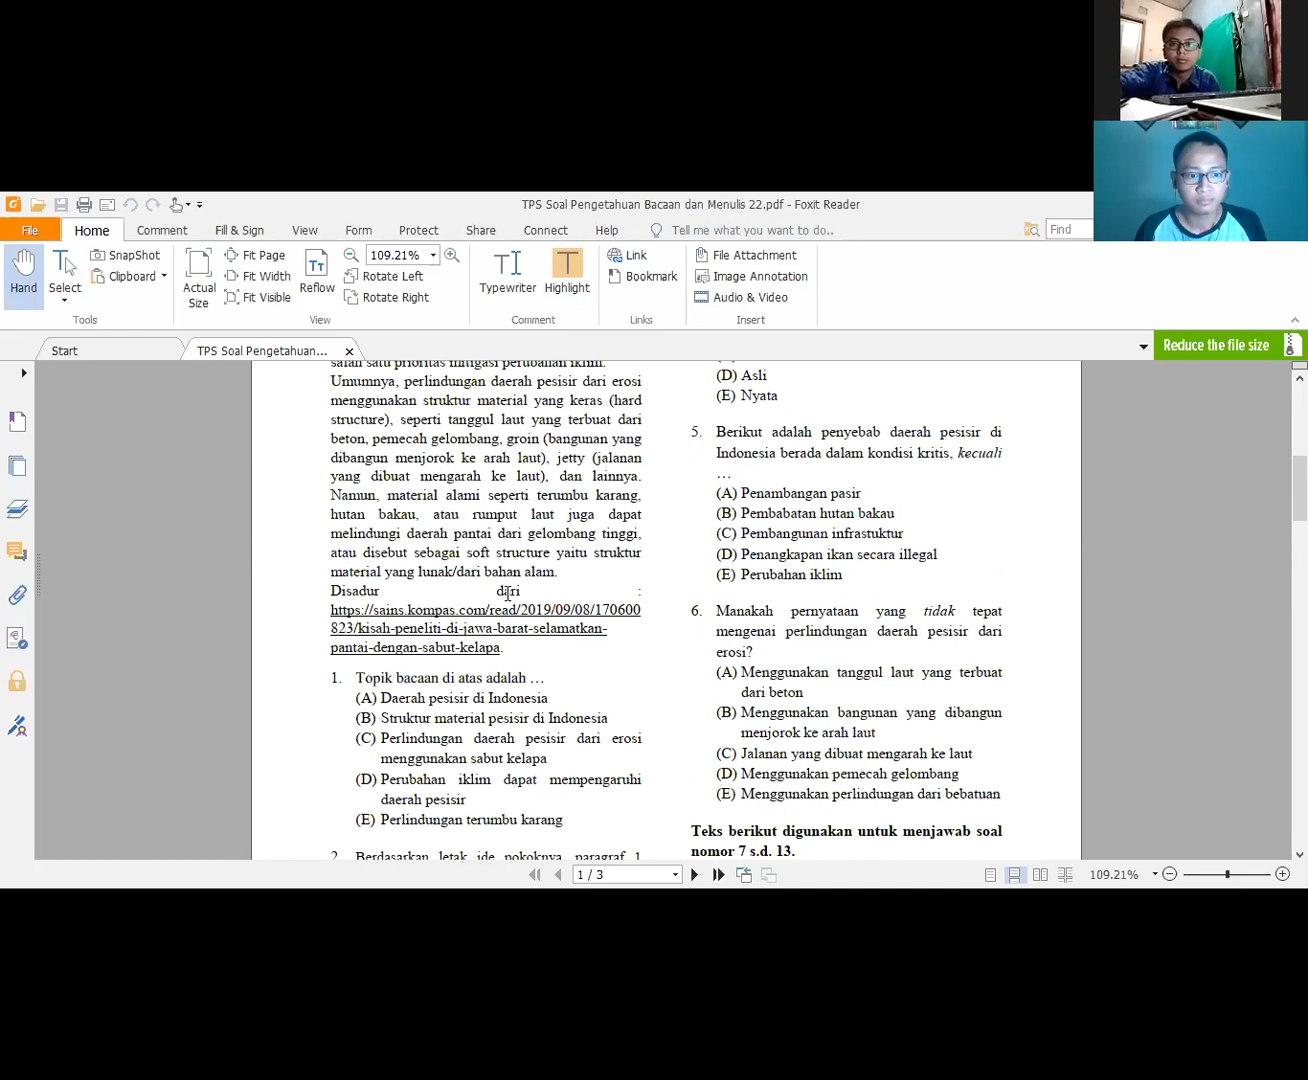 TPS Soal Pengetahuan Bacaan dan Menulis 22.pdf - Foxit Reader
File Home Comment Fill & Sign View Form Protect Share Connect Help Tell me what you want to do.. Find
Hand
Select
SnapShot
Clipboard
Tools
Actual Size
Fit Page
Fit Width
Fit Visible
Reflow
109.21%
Rotate Left
Rotate Right
View
Typewriter
Highlight
Comment
Link
Bookmark
Links
File Attachment
Image Annotation
Audio & Video
Insert
Start
TPS Soal Pengetahuan...
Reduce the file size
salah satu prioritas mitigasi perubahan iklim.
Umumnya, perlindungan daerah pesisir dari erosi
menggunakan struktur material yang keras (hard
structure), seperti tanggul laut yang terbuat dari
beton, pemecah gelombang, groin (bangunan yang
dibangun menjorok ke arah laut), jetty (jalanan
yang dibuat mengarah ke laut), dan lainnya.
Namun, material alami seperti terumbu karang,
hutan bakau, atau rumput laut juga dapat
melindungi daerah pantai dari gelombang tinggi,
atau disebut sebagai soft structure yaitu struktur
material yang lunak/dari bahan alam.
Disadur dari :
https://sains.kompas.com/read/2019/09/08/170600
823/kisah-peneliti-di-jawa-barat-selamatkan-
pantai-dengan-sabut-kelapa.
1. Topik bacaan di atas adalah …
(A) Daerah pesisir di Indonesia
(B) Struktur material pesisir di Indonesia
(C) Perlindungan daerah pesisir dari erosi
menggunakan sabut kelapa
(D) Perubahan iklim dapat mempengaruhi
daerah pesisir
(E) Perlindungan terumbu karang
2. Berdasarkan letak ide pokoknya, paragraf 1
(D) Asli
(E) Nyata
5. Berikut adalah penyebab daerah pesisir di
Indonesia berada dalam kondisi kritis, kecuali
…
(A) Penambangan pasir
(B) Pembabatan hutan bakau
(C) Pembangunan infrastuktur
(D) Penangkapan ikan secara illegal
(E) Perubahan iklim
6. Manakah pernyataan yang tidak tepat
mengenai perlindungan daerah pesisir dari
erosi?
(A) Menggunakan tanggul laut yang terbuat
dari beton
(B) Menggunakan bangunan yang dibangun
menjorok ke arah laut
(C) Jalanan yang dibuat mengarah ke laut
(D) Menggunakan pemecah gelombang
(E) Menggunakan perlindungan dari bebatuan
Teks berikut digunakan untuk menjawab soal
nomor 7 s.d. 13.
1 / 3
109.21%